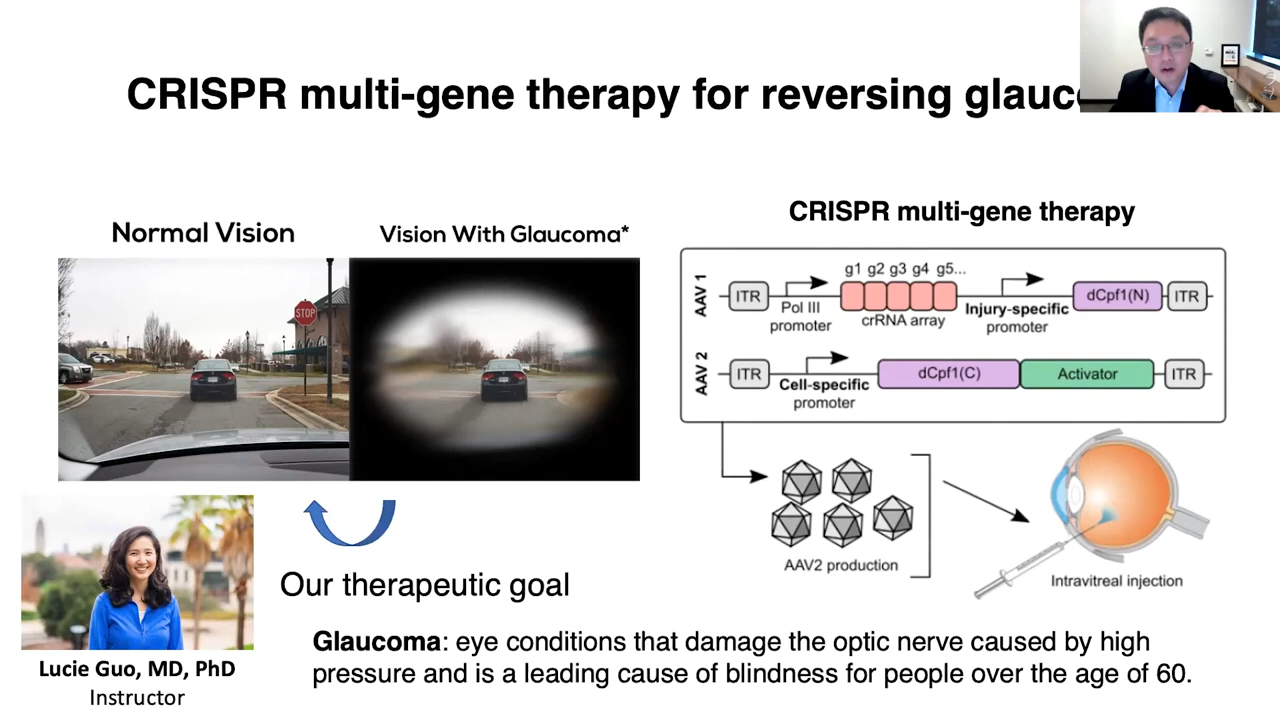 CRISPR multi-gene therapy for reversing
Normal Vision
Vision With Glaucoma*
STOP
Our therapeutic goal
Lucie Guo, MD, PhD
Instructor
CRISPR multi-gene therapy
AAV 1
g1 g2 g3 g4 g5...
ITR
Pol III
promoter
crRNA array
Injury-specific
promoter
dCpf1(N)
ITR
AAV 2
ITR
Cell-specific
promoter
dCpf1(C)
Activator
ITR
AAV2 production
Intravitreal injection
Glaucoma: eye conditions that damage the optic nerve caused by high
pressure and is a leading cause of blindness for people over the age of 60.